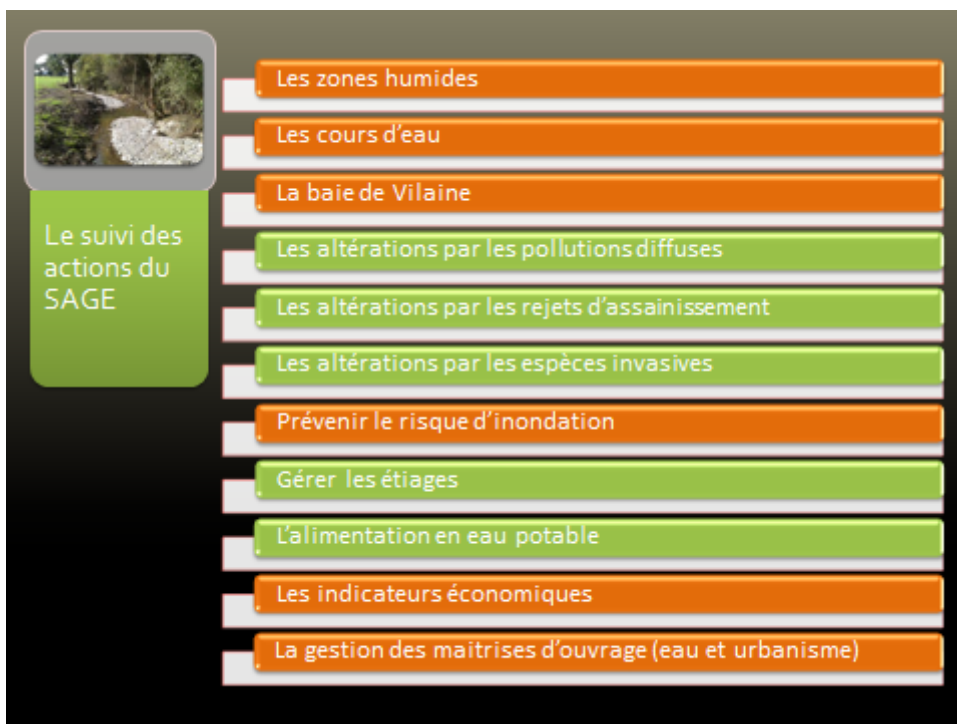 Le suivi des
actions du
SAGE
Les zones humides
Les cours d'eau
La baie de Vilaine
Les altérations par les pollutions diffuses
Les altérations par les rejets d'assainissement
Les altérations par les espèces invasives
Prévenir le risque d'inondation
Gérer les étiages
L'alimentation en eau potable
Les indicateurs économiques
La gestion des maitrises d'ouvrage (eau et urbanisme)